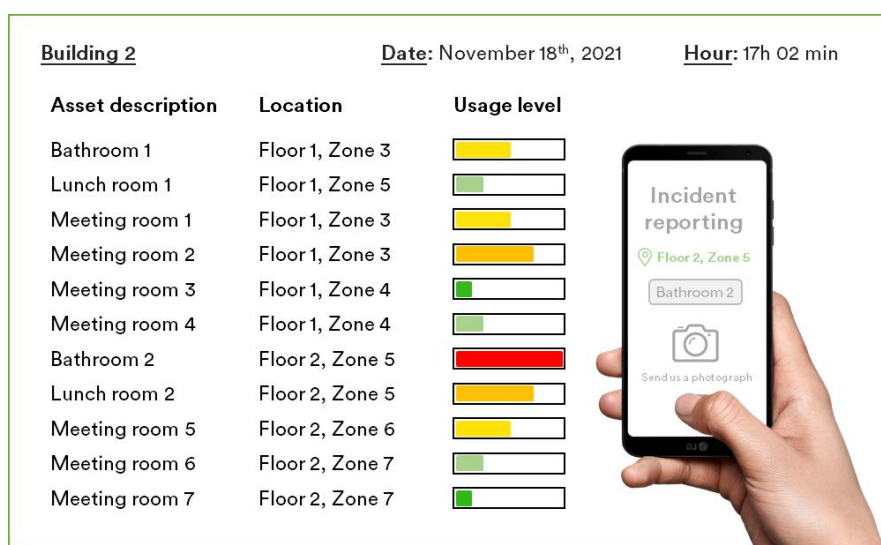 Building 2 Date: November 18th, 2021 Hour: 17h 02 min
Asset description Location Usage level
Bathroom 1 Floor 1, Zone 3
Lunch room 1 Floor 1, Zone 5
Meeting room 1 Floor 1, Zone 3
Meeting room 2 Floor 1, Zone 3
Meeting room 3 Floor 1, Zone 4
Meeting room 4 Floor 1, Zone 4
Bathroom 2 Floor 2, Zone 5
Lunch room 2 Floor 2, Zone 5
Meeting room 5 Floor 2, Zone 6
Meeting room 6 Floor 2, Zone 7
Meeting room 7 Floor 2, Zone 7
Incident
reporting
Floor 2, Zone 5
Bathroom 2
Send us a photograph
LG